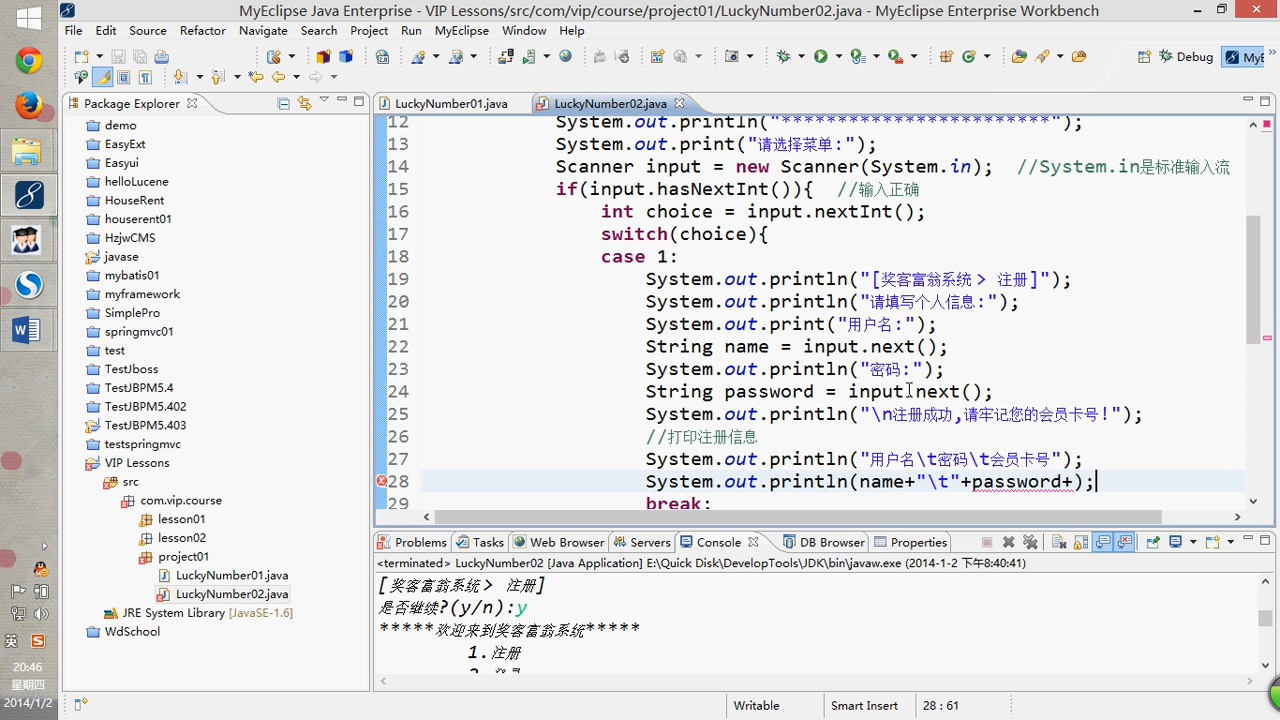 MyEclipse Java Enterprise - VIP Lessons/src/com/vip/course/project01/LuckyNumber02.java - MyEclipse Enterprise Workbench
File Edit Source Refactor Navigate Search Project Run MyEclipse Window Help
Debug MyE
Package Explorer
LuckyNumber01.java LuckyNumber02.java
demo
EasyExt
Easyui
helloLucene
HouseRent
houserent01
HzjwCMS
javase
mybatis01
myframework
SimplePro
springmvc01
test
TestJboss
TestJBPM5.4
TestJBPM5.402
TestJBPM5.403
testspringmvc
VIP Lessons
src
com.vip.course
lesson01
lesson02
project01
LuckyNumber01.java
LuckyNumber02.java
JRE System Library [JavaSE-1.6]
WdSchool
12 System.out.println("************************");
13 System.out.print("请选择菜单:");
14 Scanner input = new Scanner(System.in); //System.in是标准输入流
15 if(input.hasNextInt()){ //输入正确
16 int choice = input.nextInt();
17 switch(choice){
18 case 1:
19 System.out.println("[奖客富翁系统 > 注册]");
20 System.out.println("请填写个人信息:");
21 System.out.print("用户名:");
22 String name = input.next();
23 System.out.println("密码:");
24 String password = input.next();
25 System.out.println("\n注册成功,请牢记您的会员卡号!");
26 //打印注册信息
27 System.out.println("用户名\t密码\t会员卡号");
28 System.out.println(name+"\t"+password+);
29 break;
Problems Tasks Web Browser Servers Console DB Browser Properties
<terminated> LuckyNumber02 [Java Application] E:\Quick Disk\DevelopTools\JDK\bin\javaw.exe (2014-1-2 下午8:40:41)
[奖客富翁系统 > 注册]
是否继续?(y/n):y
*****欢迎来到奖客富翁系统*****
1.注册
2.登录
Writable Smart Insert 28 : 61
英
20:46
星期四
2014/1/2